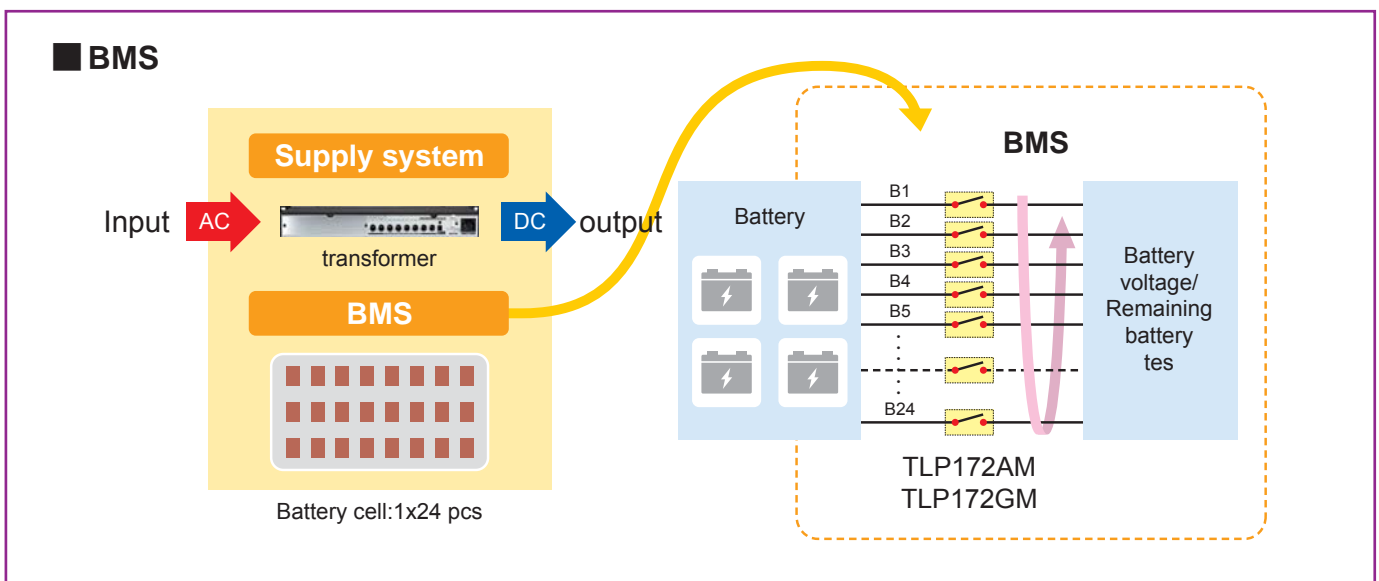 ■ BMS
Supply system
Input
AC
DC
output
transformer
BMS
Battery cell:1x24 pcs
BMS
Battery
B1
B2
B3
B4
B5
B24
Battery
voltage/
Remaining
battery
tes
TLP172AM
TLP172GM